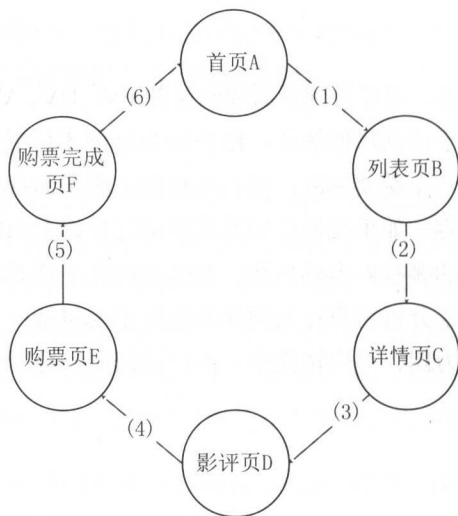 首页A
(1)
列表页B
(2)
详情页C
(3)
影评页D
(4)
购票页E
(5)
购票完成
页F
(6)